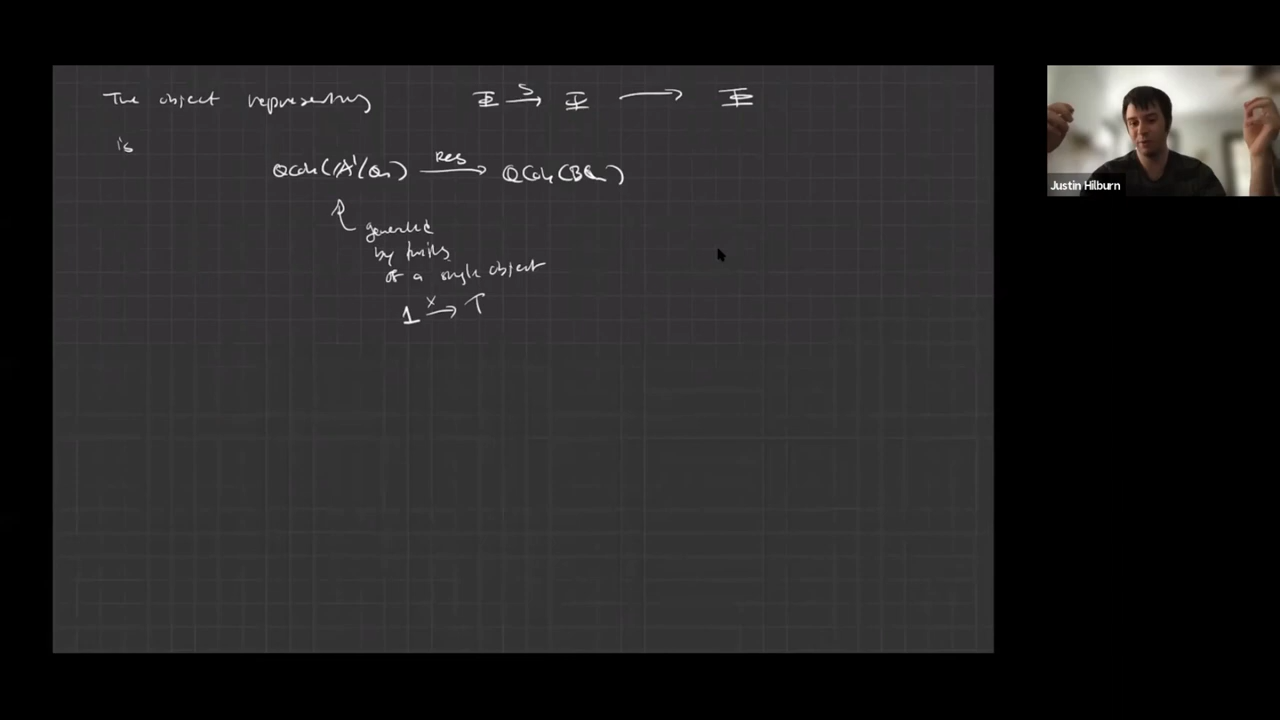 The object representing Φ —S→ Ψ ⟶ Φ
is
QCoh(A¹/Gm) —Res→ QCoh(BGm)
generated
by twists
of a single object
1 —x→ T
Justin Hilburn